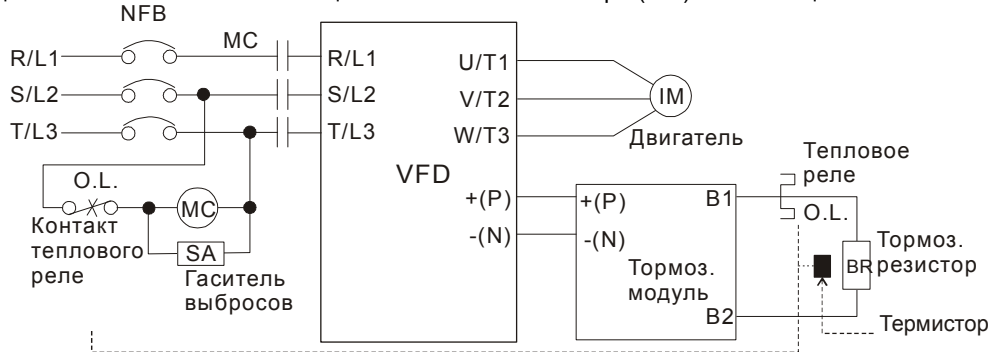 NFB
MC
R/L1
R/L1
U/T1
S/L2
S/L2
V/T2
IM
T/L3
T/L3
W/T3
Двигатель
VFD
Тепловое
реле
O.L.
O.L.
MC
+(P)
+(P)
B1
Контакт
теплового
реле
SA
Гаситель
выбросов
-(N)
-(N)
Тормоз.
модуль
B2
BR
Тормоз.
резистор
Термистор